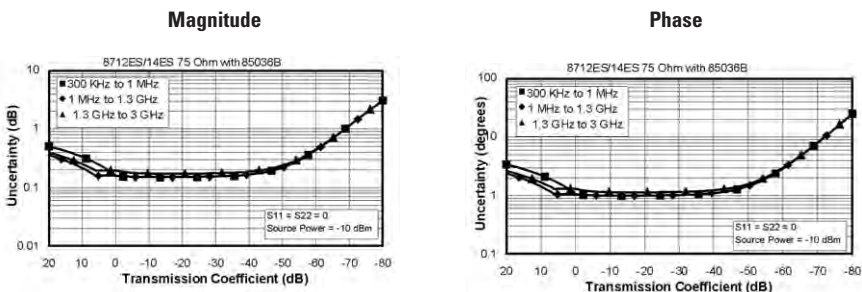 Magnitude
8712ES/14ES 75 Ohm with 85036B
10
1
0.1
0.01
Uncertainty (dB)
300 KHz to 1 MHz
1 MHz to 1.3 GHz
1.3 GHz to 3 GHz
S11 = S22 = 0
Source Power = -10 dBm
20 10 0 -10 -20 -30 -40 -50 -60 -70 -80
Transmission Coefficient (dB)
Phase
8712ES/14ES 75 Ohm with 85036B
100
10
1
0.1
Uncertainty (degrees)
300 KHz to 1 MHz
1 MHz to 1.3 GHz
1.3 GHz to 3 GHz
S11 = S22 = 0
Source Power = -10 dBm
20 10 0 -10 -20 -30 -40 -50 -60 -70 -80
Transmission Coefficient (dB)